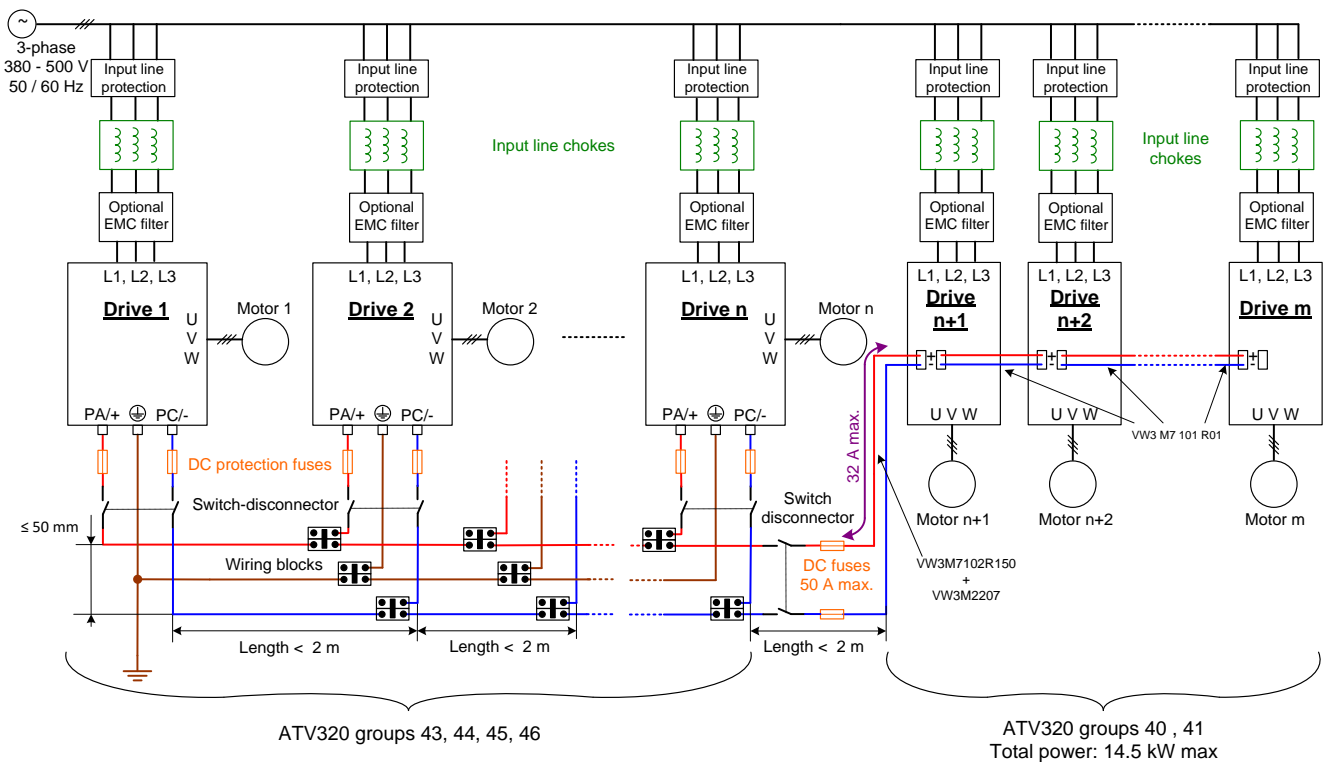 ~
3-phase
380 - 500 V
50 / 60 Hz
Input line
protection
Input line
protection
Input line
protection
Input line
protection
Input line
protection
Input line
protection
Input line chokes
Input line
chokes
Optional
EMC filter
Optional
EMC filter
Optional
EMC filter
Optional
EMC filter
Optional
EMC filter
Optional
EMC filter
L1, L2, L3
Drive 1
U
V
W
Motor 1
PA/+
PC/-
L1, L2, L3
Drive 2
U
V
W
Motor 2
PA/+
PC/-
L1, L2, L3
Drive n
U
V
W
Motor n
PA/+
PC/-
L1, L2, L3
Drive
n+1
+
-
U V W
Motor n+1
L1, L2, L3
Drive
n+2
+
-
U V W
Motor n+2
L1, L2, L3
Drive m
+
-
U V W
Motor m
VW3 M7 101 R01
32 A max.
DC protection fuses
Switch-disconnector
Switch
disconnector
≤ 50 mm
Wiring blocks
DC fuses
50 A max.
VW3M7102R150
+
VW3M2207
Length < 2 m
Length < 2 m
Length < 2 m
ATV320 groups 43, 44, 45, 46
ATV320 groups 40 , 41
Total power: 14.5 kW max